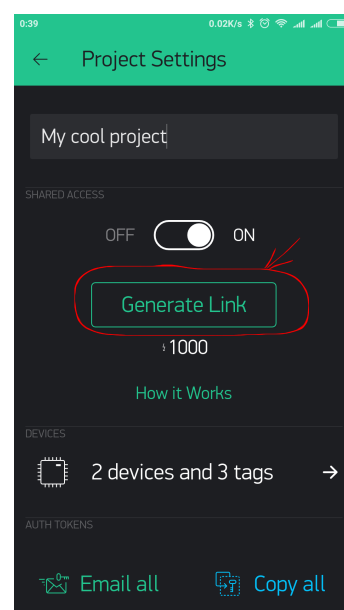 0:39 0.02K/s
Project Settings
My cool project
SHARED ACCESS
OFF ON
Generate Link
1000
How it Works
DEVICES
2 devices and 3 tags
AUTH TOKENS
Email all Copy all